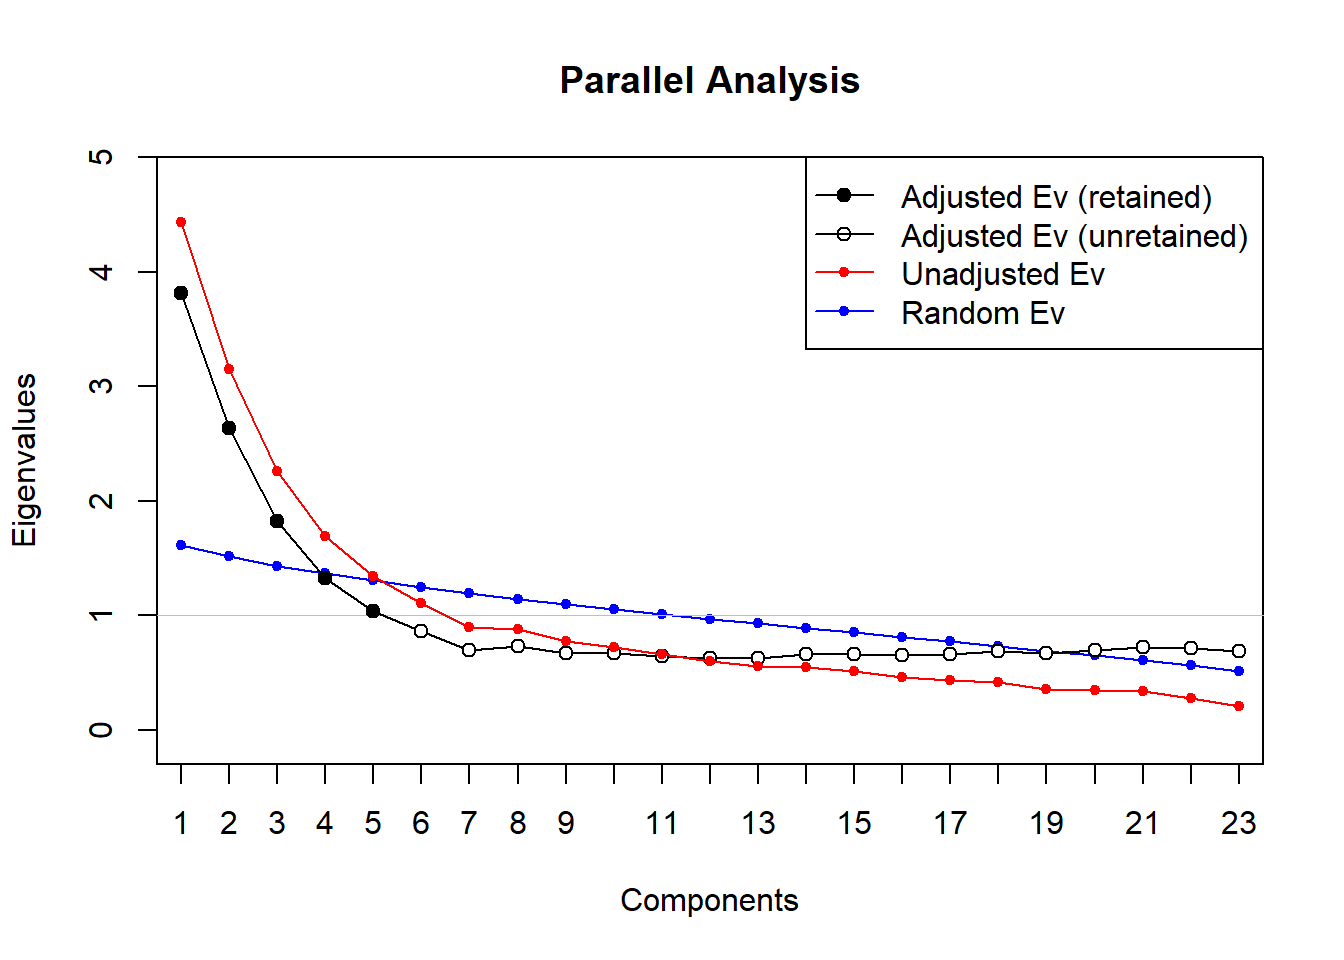 Parallel Analysis
Adjusted Ev (retained)
Adjusted Ev (unretained)
Unadjusted Ev
Random Ev
Eigenvalues
5
4
3
2
1
0
1 2 3 4 5 6 7 8 9 11 13 15 17 19 21 23
Components